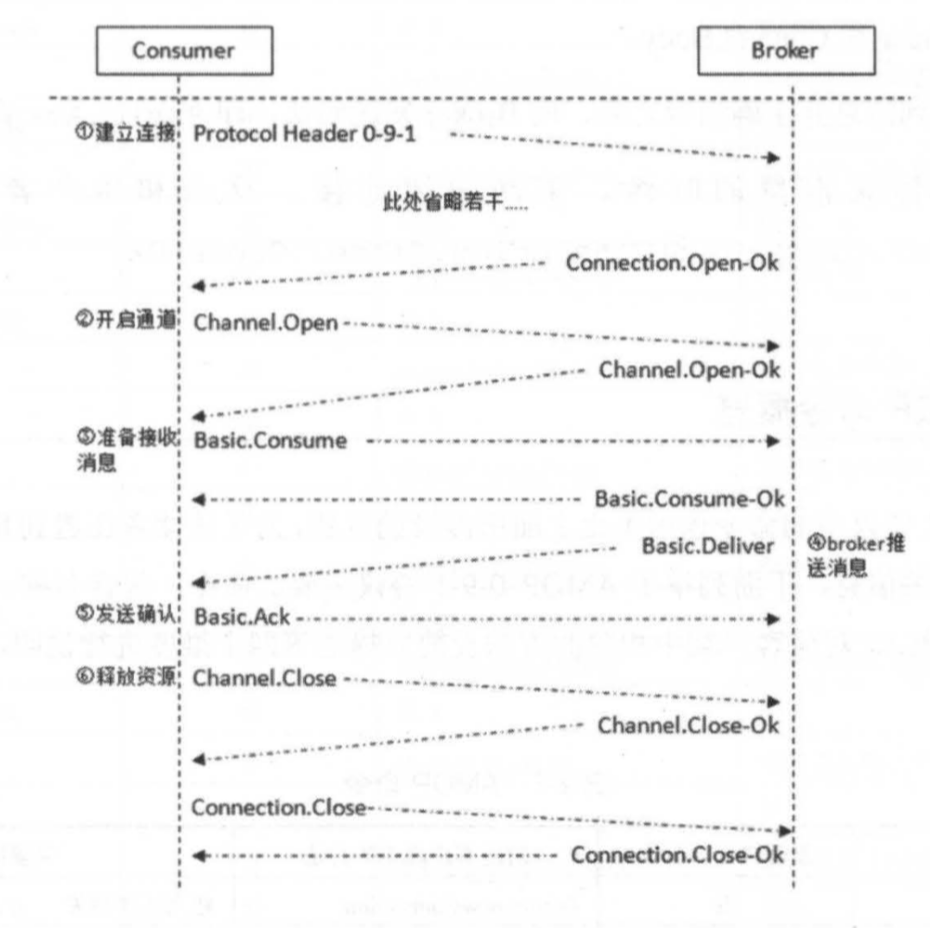 Consumer
Broker
①建立连接
Protocol Header 0-9-1
此处省略若干.....
Connection.Open-Ok
②开启通道
Channel.Open
Channel.Open-Ok
③准备接收
消息
Basic.Consume
Basic.Consume-Ok
Basic.Deliver
④broker推
送消息
⑤发送确认
Basic.Ack
⑥释放资源
Channel.Close
Channel.Close-Ok
Connection.Close
Connection.Close-Ok